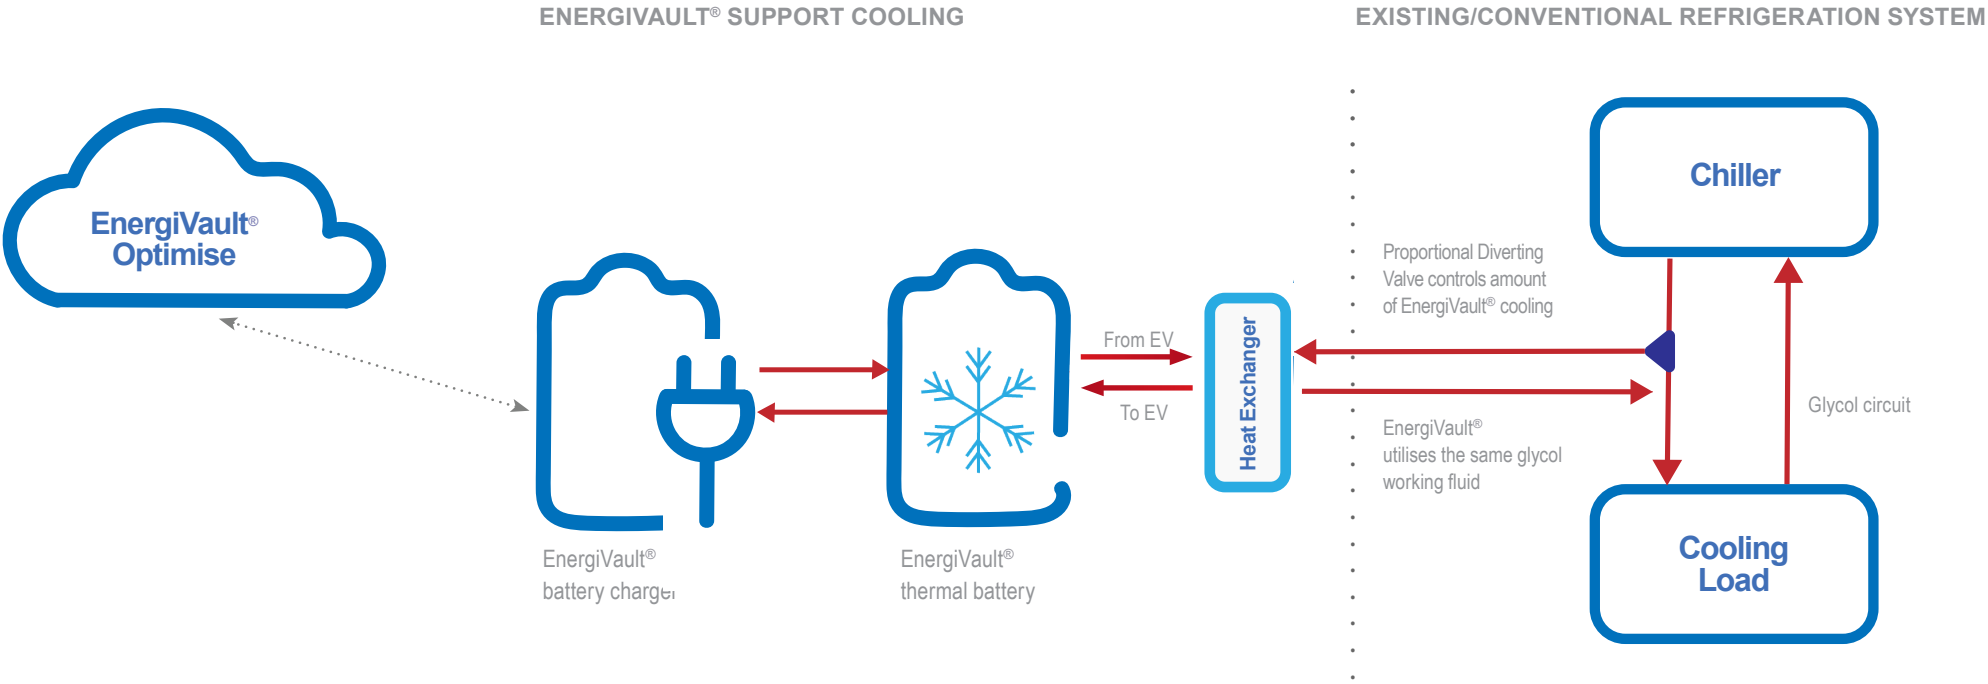 ENERGIVAULT® SUPPORT COOLING
EXISTING/CONVENTIONAL REFRIGERATION SYSTEM
EnergiVault®
Optimise
EnergiVault®
battery charger
EnergiVault®
thermal battery
From EV
To EV
Heat Exchanger
Proportional Diverting
Valve controls amount
of EnergiVault® cooling
EnergiVault®
utilises the same glycol
working fluid
Chiller
Glycol circuit
Cooling
Load